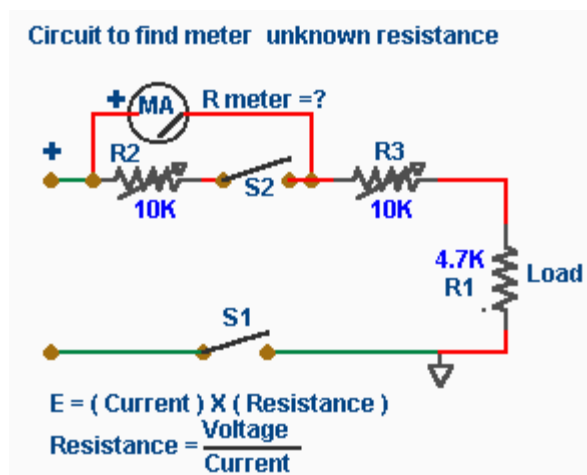 Circuit to find meter unknown resistance
+ MA R meter =?
+
R2 S2 R3
10K 10K
4.7K
R1 Load
S1
E = ( Current ) X ( Resistance )
Resistance = Voltage
Current